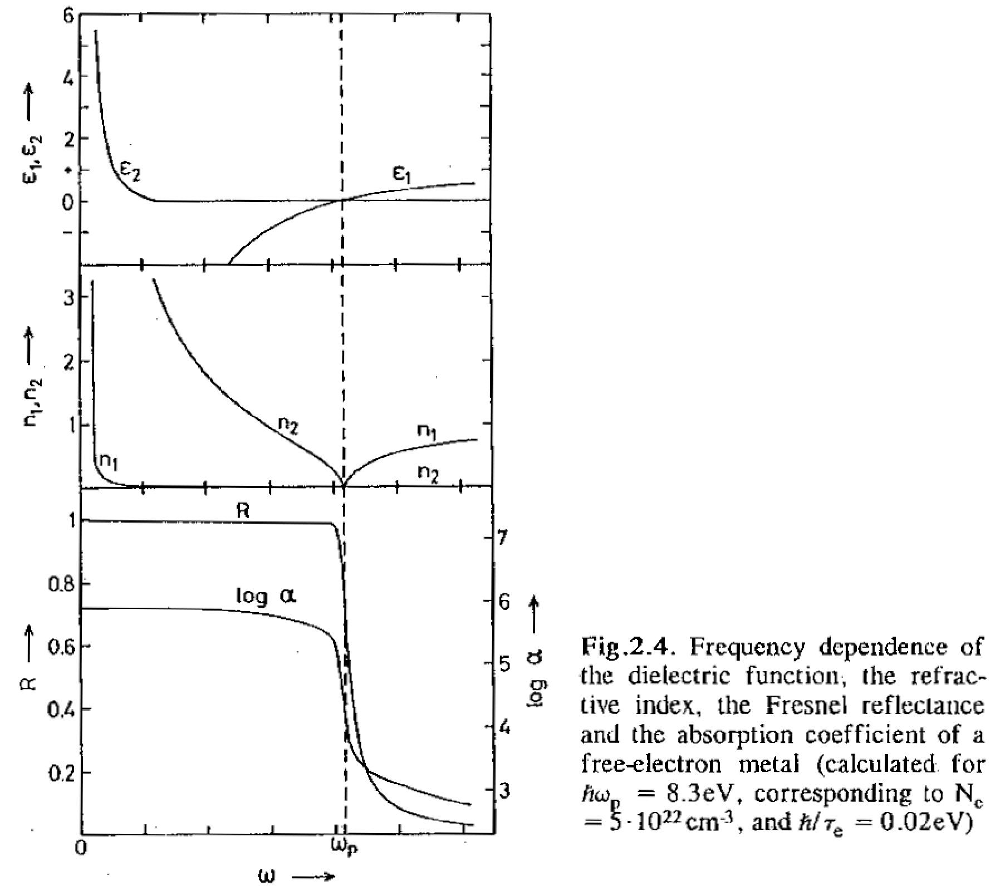 6
4
2
+
0
−
ε1, ε2 →
ε2
ε1
3
2
1
n1, n2 →
n2
n1
n1
n2
R
1
0.8
0.6
0.4
0.2
R →
log α
7
6
5
4
3
log α →
0
ωp
ω →
Fig.2.4. Frequency dependence of
the dielectric function, the refrac-
tive index, the Fresnel reflectance
and the absorption coefficient of a
free-electron metal (calculated for
ħωp = 8.3eV, corresponding to Ne
= 5·10²² cm⁻³, and ħ/τe = 0.02eV)